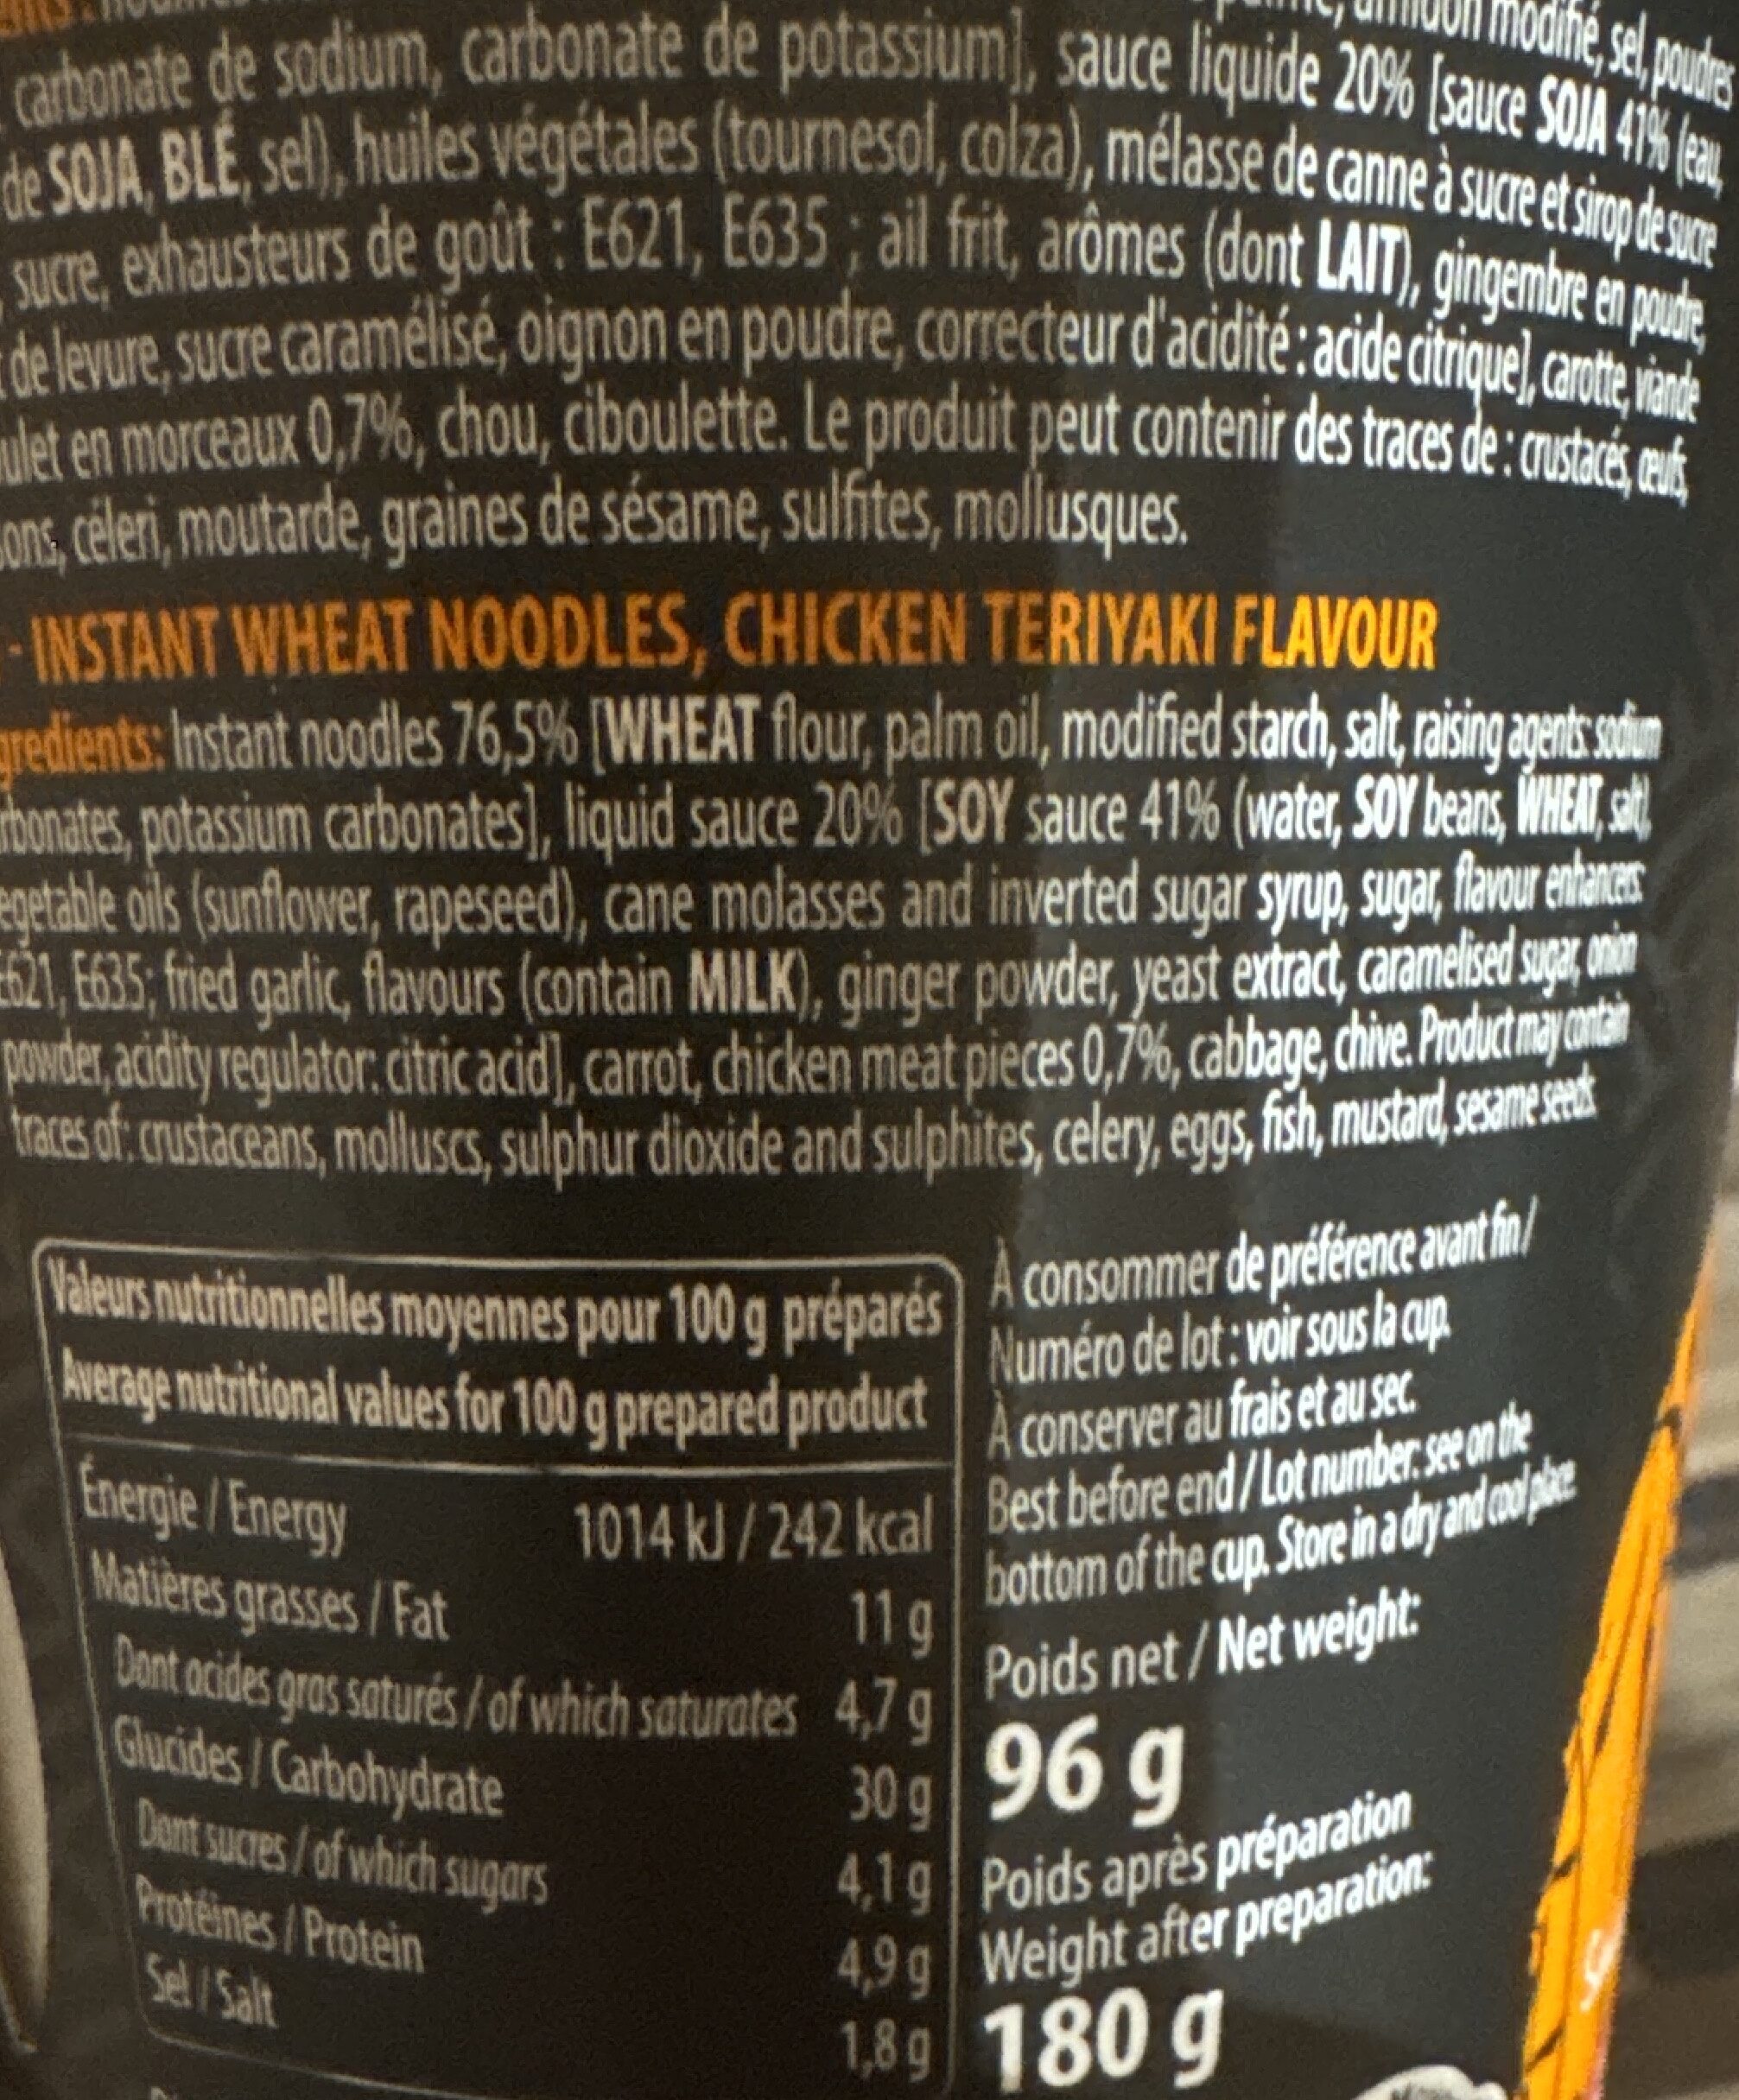 modifié, sel, poudres
carbonate de sodium, carbonate de potassium], sauce liquide 20% [sauce SOJA 41% (eau,
de SOJA, BLÉ, sel), huiles végétales (tournesol, colza), mélasse de canne à sucre et sirop de sucre
, sucre, exhausteurs de goût : E621, E635 ; ail frit, arômes (dont LAIT), gingembre en poudre,
de levure, sucre caramélisé, oignon en poudre, correcteur d'acidité : acide citrique], carotte, viande
ulet en morceaux 0,7%, chou, ciboulette. Le produit peut contenir des traces de : crustacés, œufs,
ons, céleri, moutarde, graines de sésame, sulfites, mollusques.
- INSTANT WHEAT NOODLES, CHICKEN TERIYAKI FLAVOUR
gredients: Instant noodles 76,5% [WHEAT flour, palm oil, modified starch, salt, raising agents: sodium
rbonates, potassium carbonates], liquid sauce 20% [SOY sauce 41% (water, SOY beans, WHEAT, salt),
egetable oils (sunflower, rapeseed), cane molasses and inverted sugar syrup, sugar, flavour enhancers:
E621, E635; fried garlic, flavours (contain MILK), ginger powder, yeast extract, caramelised sugar, onion
powder, acidity regulator: citric acid], carrot, chicken meat pieces 0,7%, cabbage, chive. Product may contain
traces of: crustaceans, molluscs, sulphur dioxide and sulphites, celery, eggs, fish, mustard, sesame seeds.
Valeurs nutritionnelles moyennes pour 100 g préparés
Average nutritional values for 100 g prepared product
Énergie / Energy 1014 kJ / 242 kcal
Matières grasses / Fat 11 g
Dont acides gras saturés / of which saturates 4,7 g
Glucides / Carbohydrate 30 g
Dont sucres / of which sugars 4,1 g
Protéines / Protein 4,9 g
Sel / Salt 1,8 g
À consommer de préférence avant fin /
Numéro de lot : voir sous la cup.
À conserver au frais et au sec.
Best before end / Lot number: see on the
bottom of the cup. Store in a dry and cool place.
Poids net / Net weight:
96 g
Poids après préparation
Weight after preparation:
180 g